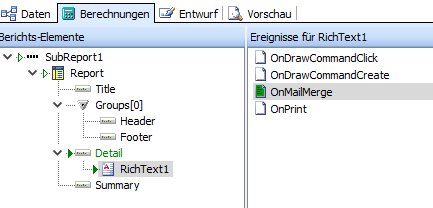 Daten Berechnungen Entwurf Vorschau
Berichts-Elemente
SubReport1
Report
Title
Groups[0]
Header
Footer
Detail
RichText1
Summary
Ereignisse für RichText1
OnDrawCommandClick
OnDrawCommandCreate
OnMailMerge
OnPrint